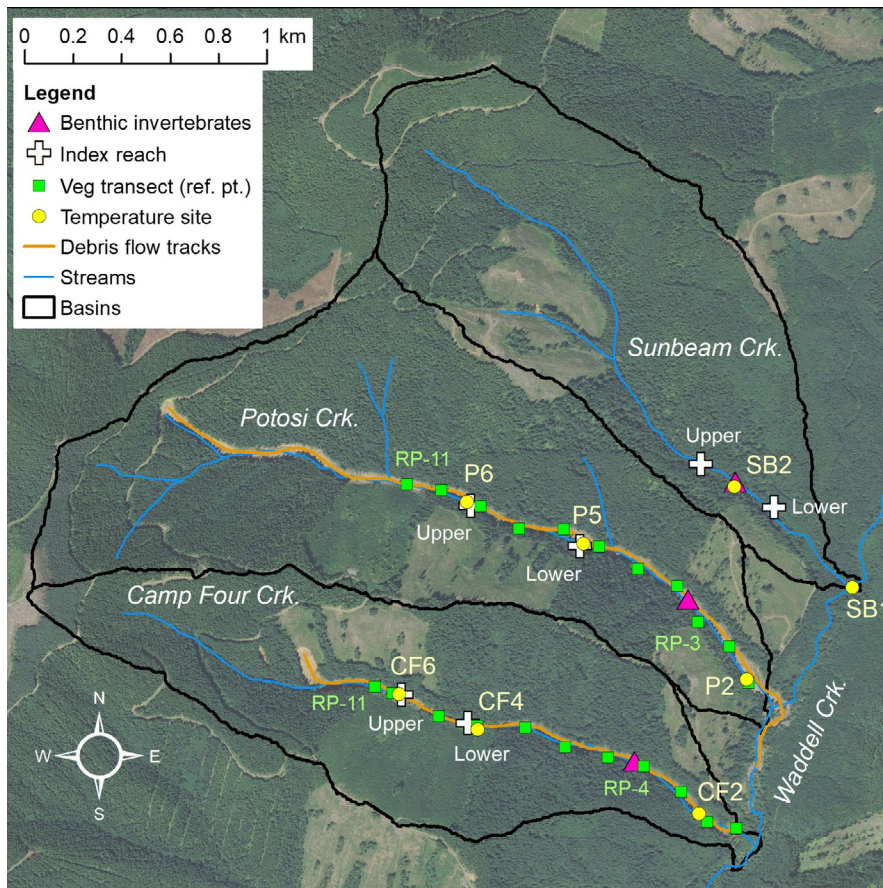 0 0.2 0.4 0.6 0.8 1 km
Legend
Benthic invertebrates
Index reach
Veg transect (ref. pt.)
Temperature site
Debris flow tracks
Streams
Basins
Sunbeam Crk.
Potosi Crk.
Upper
RP-11
P6
SB2
Lower
Upper
P5
Lower
Camp Four Crk.
SB1
RP-3
CF6
P2
RP-11
CF4
Upper
Lower
Waddell Crk.
RP-4
CF2
N
W
E
S